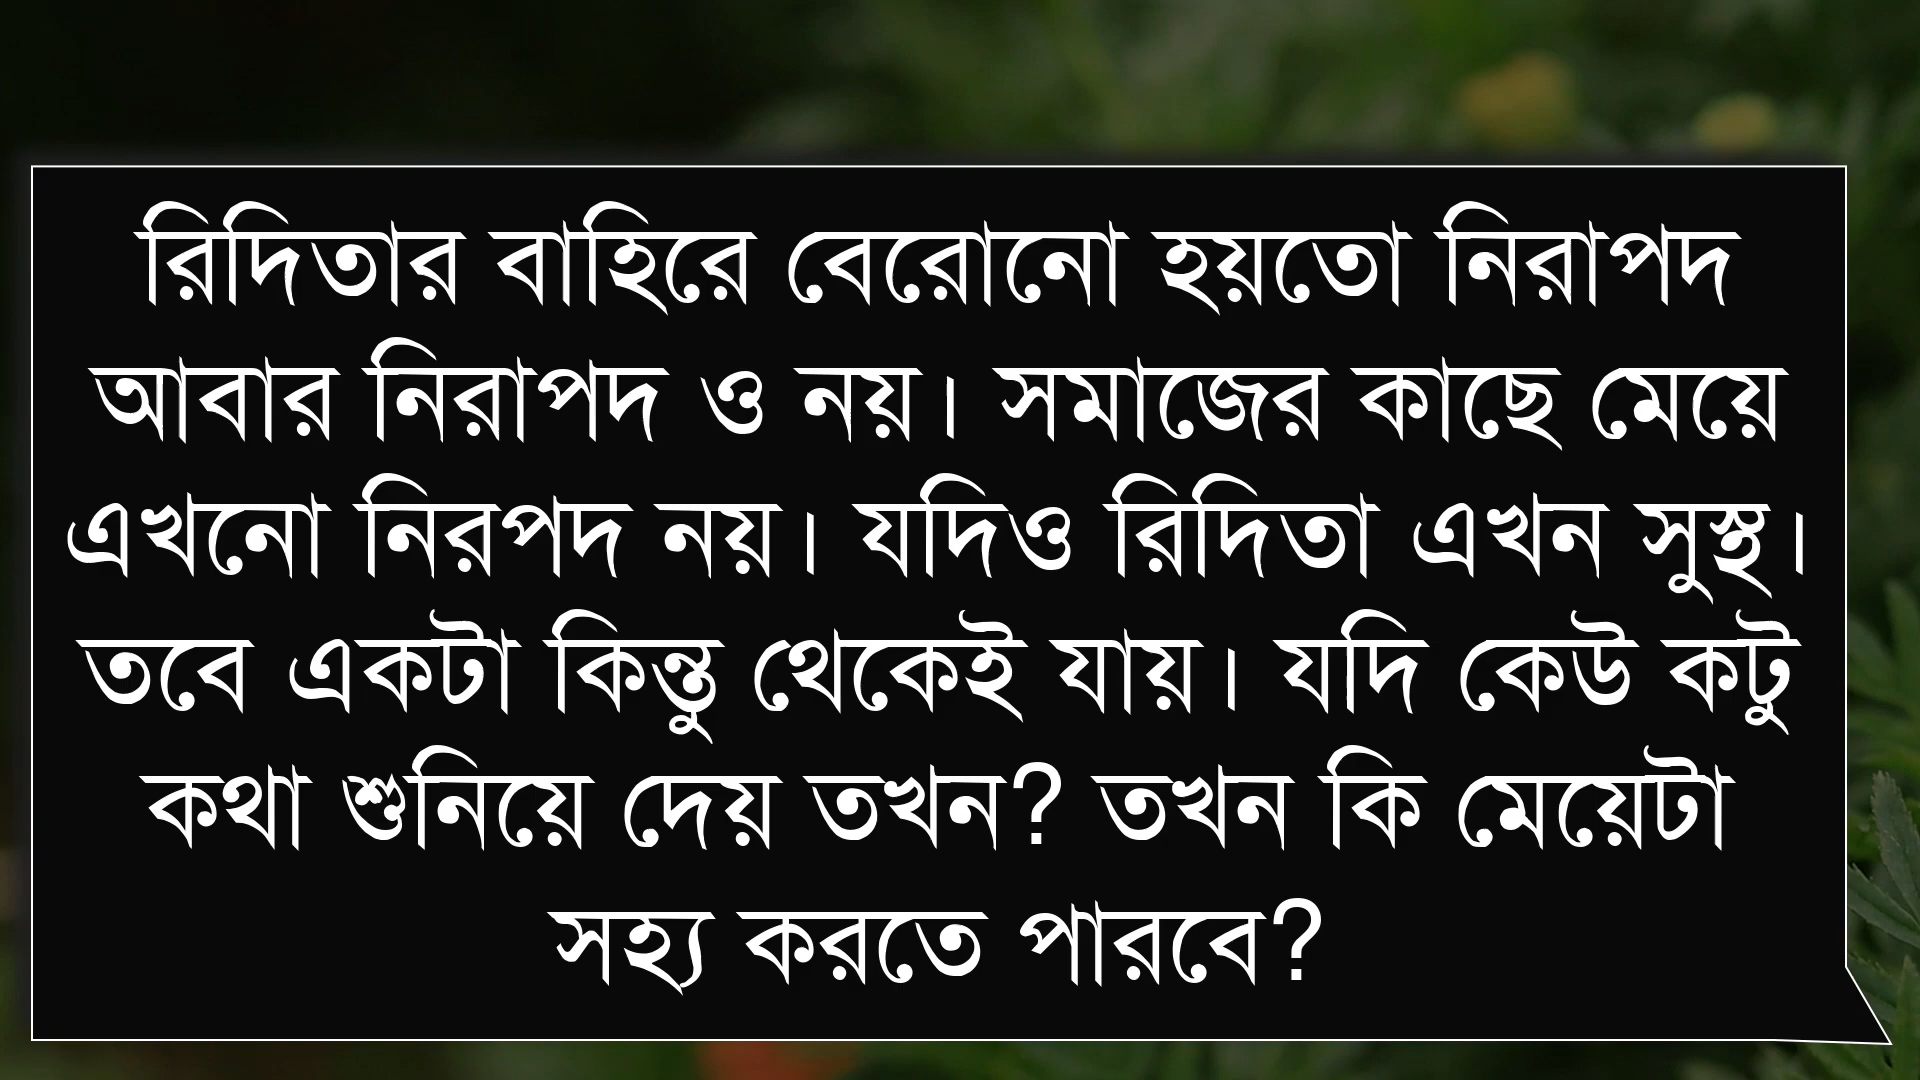 রিদিতার বাহিরে বেরোনো হয়তো নিরাপদ
আবার নিরাপদ ও নয়। সমাজের কাছে মেয়ে
এখনো নিরপদ নয়। যদিও রিদিতা এখন সুস্থ।
তবে একটা কিন্তু থেকেই যায়। যদি কেউ কটু
কথা শুনিয়ে দেয় তখন? তখন কি মেয়েটা
সহ্য করতে পারবে?